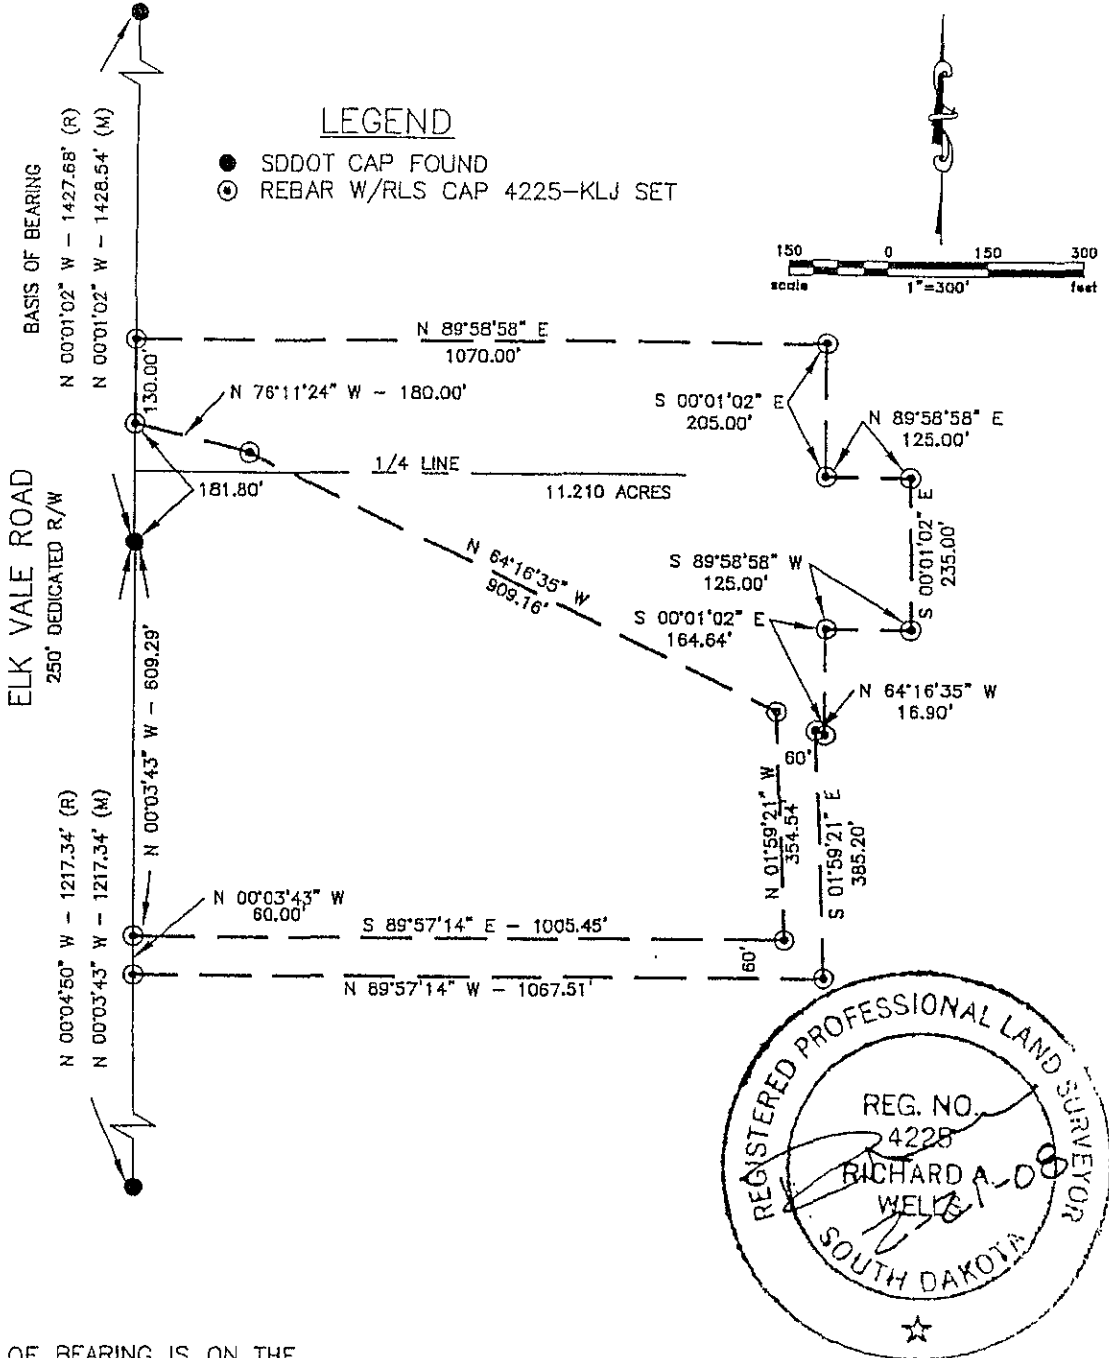 BASIS OF BEARING
N 00°01'02" W - 1427.68' (R)
N 00°01'02" W - 1428.54' (M)
LEGEND
SDDOT CAP FOUND
REBAR W/RLS CAP 4225-KLJ SET
150 0 150 300
scale 1"=300' feet
N 89°58'58" E
1070.00'
130.00'
N 76°11'24" W - 180.00'
S 00°01'02" E
205.00'
N 89°58'58" E
125.00'
1/4 LINE
181.80'
11.210 ACRES
ELK VALE ROAD
250' DEDICATED R/W
N 64°16'35" W
909.16'
S 00°01'02" E
235.00'
S 89°58'58" W
125.00'
S 00°01'02" E
164.64'
N 64°16'35" W
16.90'
60'
N 00°03'43" W - 609.29'
N 01°59'21" W
354.54'
S 01°59'21" E
385.20'
N 00°04'50" W - 1217.34' (R)
N 00°03'43" W - 1217.34' (M)
N 00°03'43" W
60.00'
S 89°57'14" E - 1005.45'
60'
N 89°57'14" W - 1067.51'
REGISTERED PROFESSIONAL LAND SURVEYOR
REG. NO.
4225
RICHARD A.
WELLS
SOUTH DAKOTA
OF BEARING IS ON THE